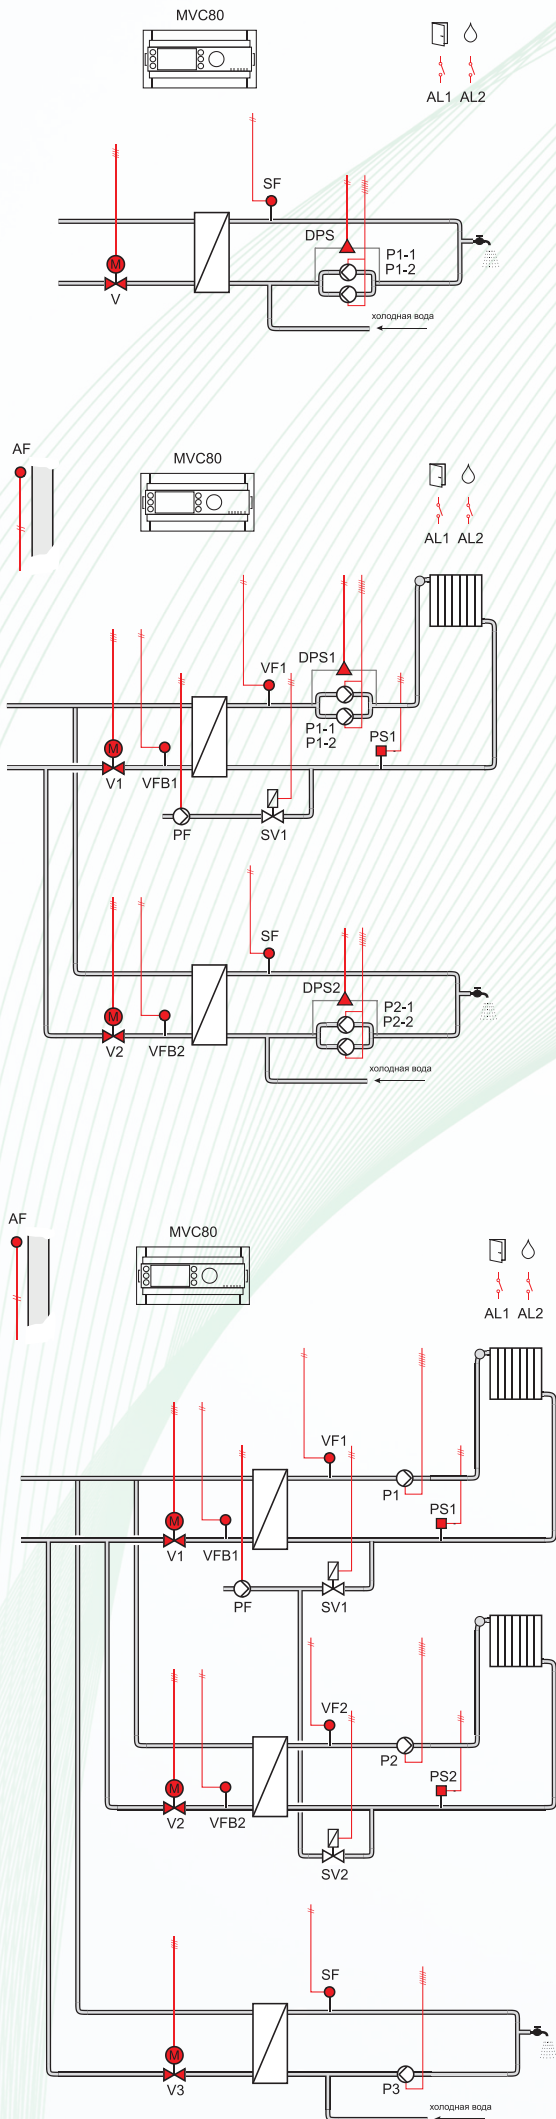 MVC80
AL1 AL2
SF
DPS
P1-1
P1-2
M
V
холодная вода
AF
MVC80
AL1 AL2
VF1
DPS1
P1-1
P1-2
PS1
M
V1
VFB1
PF
SV1
SF
DPS2
P2-1
P2-2
M
V2
VFB2
холодная вода
AF
MVC80
AL1 AL2
VF1
P1
PS1
M
V1
VFB1
PF
SV1
VF2
P2
PS2
M
V2
VFB2
SV2
SF
M
V3
P3
холодная вода